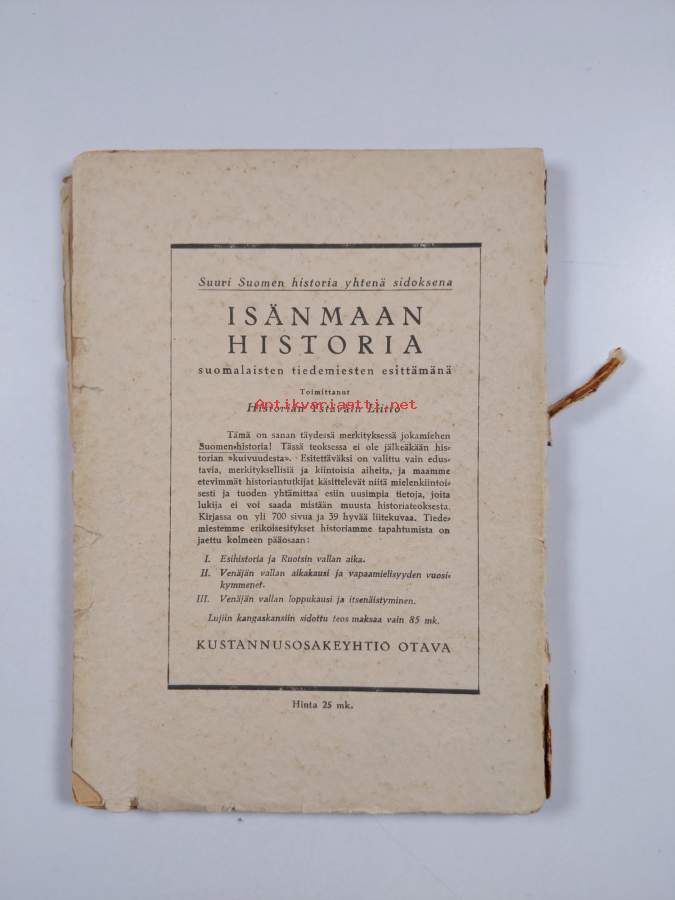 Suuri Suomen historia yhtenä sidoksena
ISÄNMAAN
HISTORIA
suomalaisten tiedemiesten esittämänä
Toimittanut
Antikvariaatti.net
Historian Ystäväin Liitto
Tämä on sanan täydessä merkityksessä jokamiehen
Suomen historia! Tässä teoksessa ei ole jälkeäkään his-
torian »kuivuudesta». Esitettäväksi on valittu vain edus-
tavia, merkityksellisiä ja kiintoisia aiheita, ja maamme
etevimmät historiantutkijat käsittelevät niitä mielenkiintoi-
sesti ja tuoden yhtämittaa esiin uusimpia tietoja, joita
lukija ei voi saada mistään muusta historiateoksesta.
Kirjassa on yli 700 sivua ja 39 hyvää liitekuvaa. Tiede-
miestemme erikoisesitykset historiamme tapahtumista on
jaettu kolmeen pääosaan:
I. Esihistoria ja Ruotsin vallan aika.
II. Venäjän vallan aikakausi ja vapaamielisyyden vuosi-
kymmenet.
III. Venäjän vallan loppukausi ja itsenäistyminen.
Lujiin kangaskansiin sidottu teos maksaa vain 85 mk.
KUSTANNUSOSAKEYHTIÖ OTAVA
Hinta 25 mk.